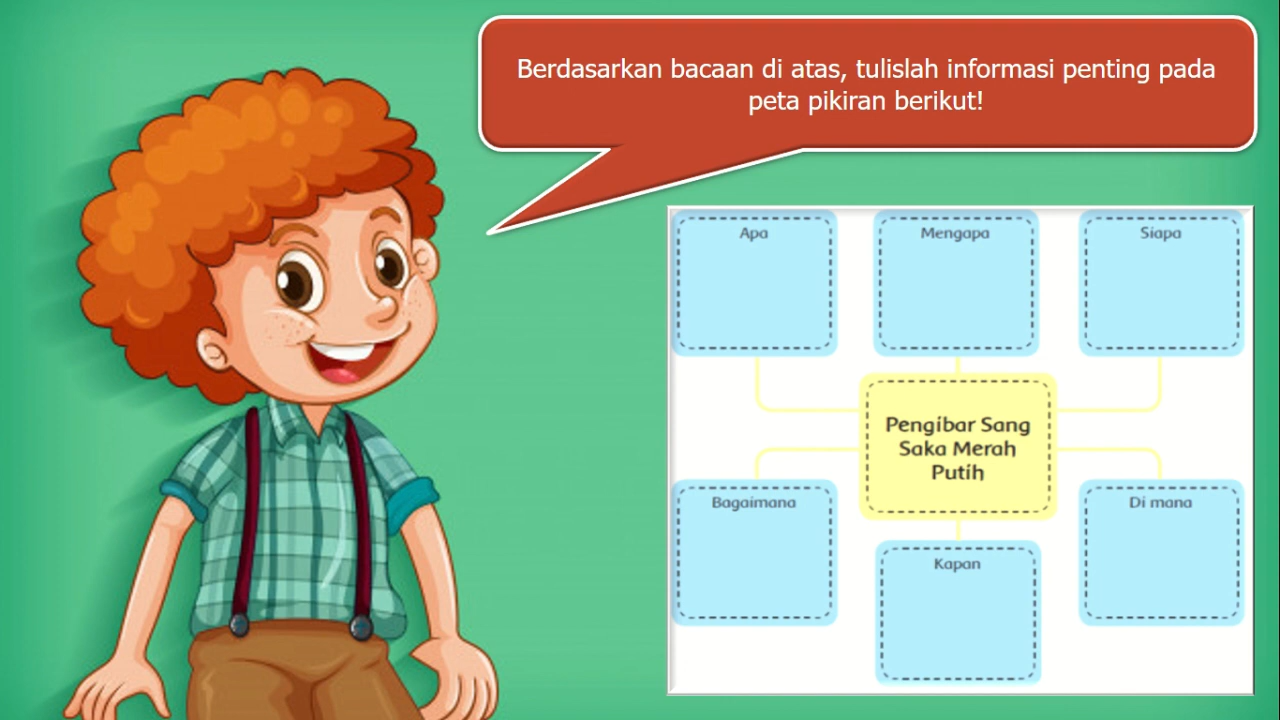 Berdasarkan bacaan di atas, tulislah informasi penting pada
peta pikiran berikut!
Apa
Mengapa
Siapa
Pengibar Sang
Saka Merah
Putih
Bagaimana
Di mana
Kapan